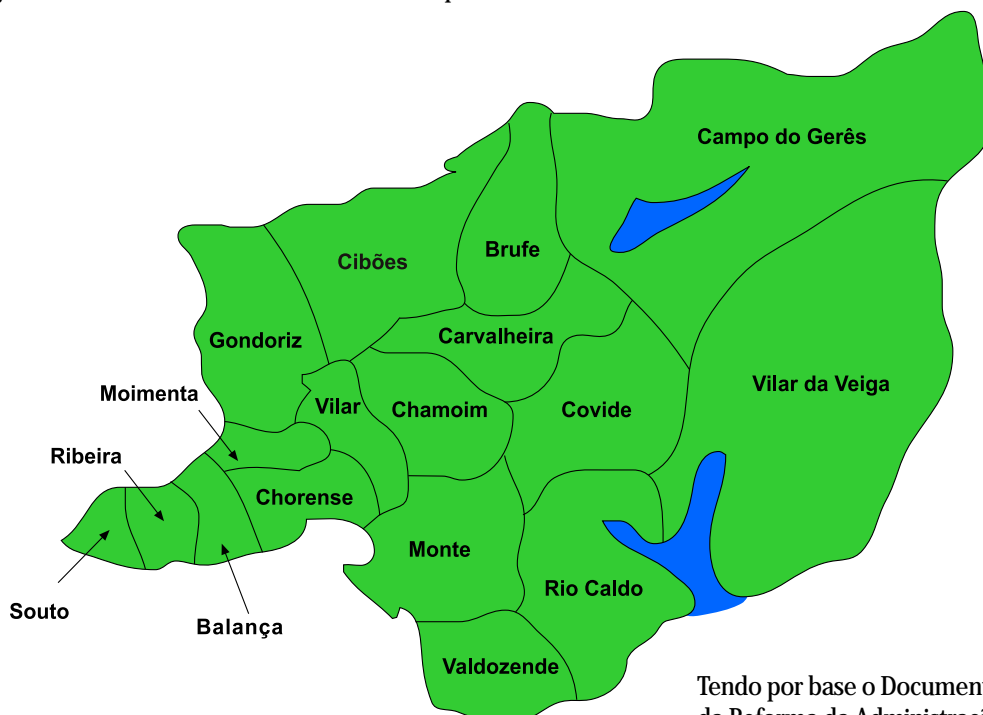 Campo do Gerês
Brufe
Cibões
Carvalheira
Gondoriz
Vilar da Veiga
Moimenta
Vilar
Chamoim
Covide
Ribeira
Chorense
Monte
Rio Caldo
Souto
Balança
Valdozende
Tendo por base o Document